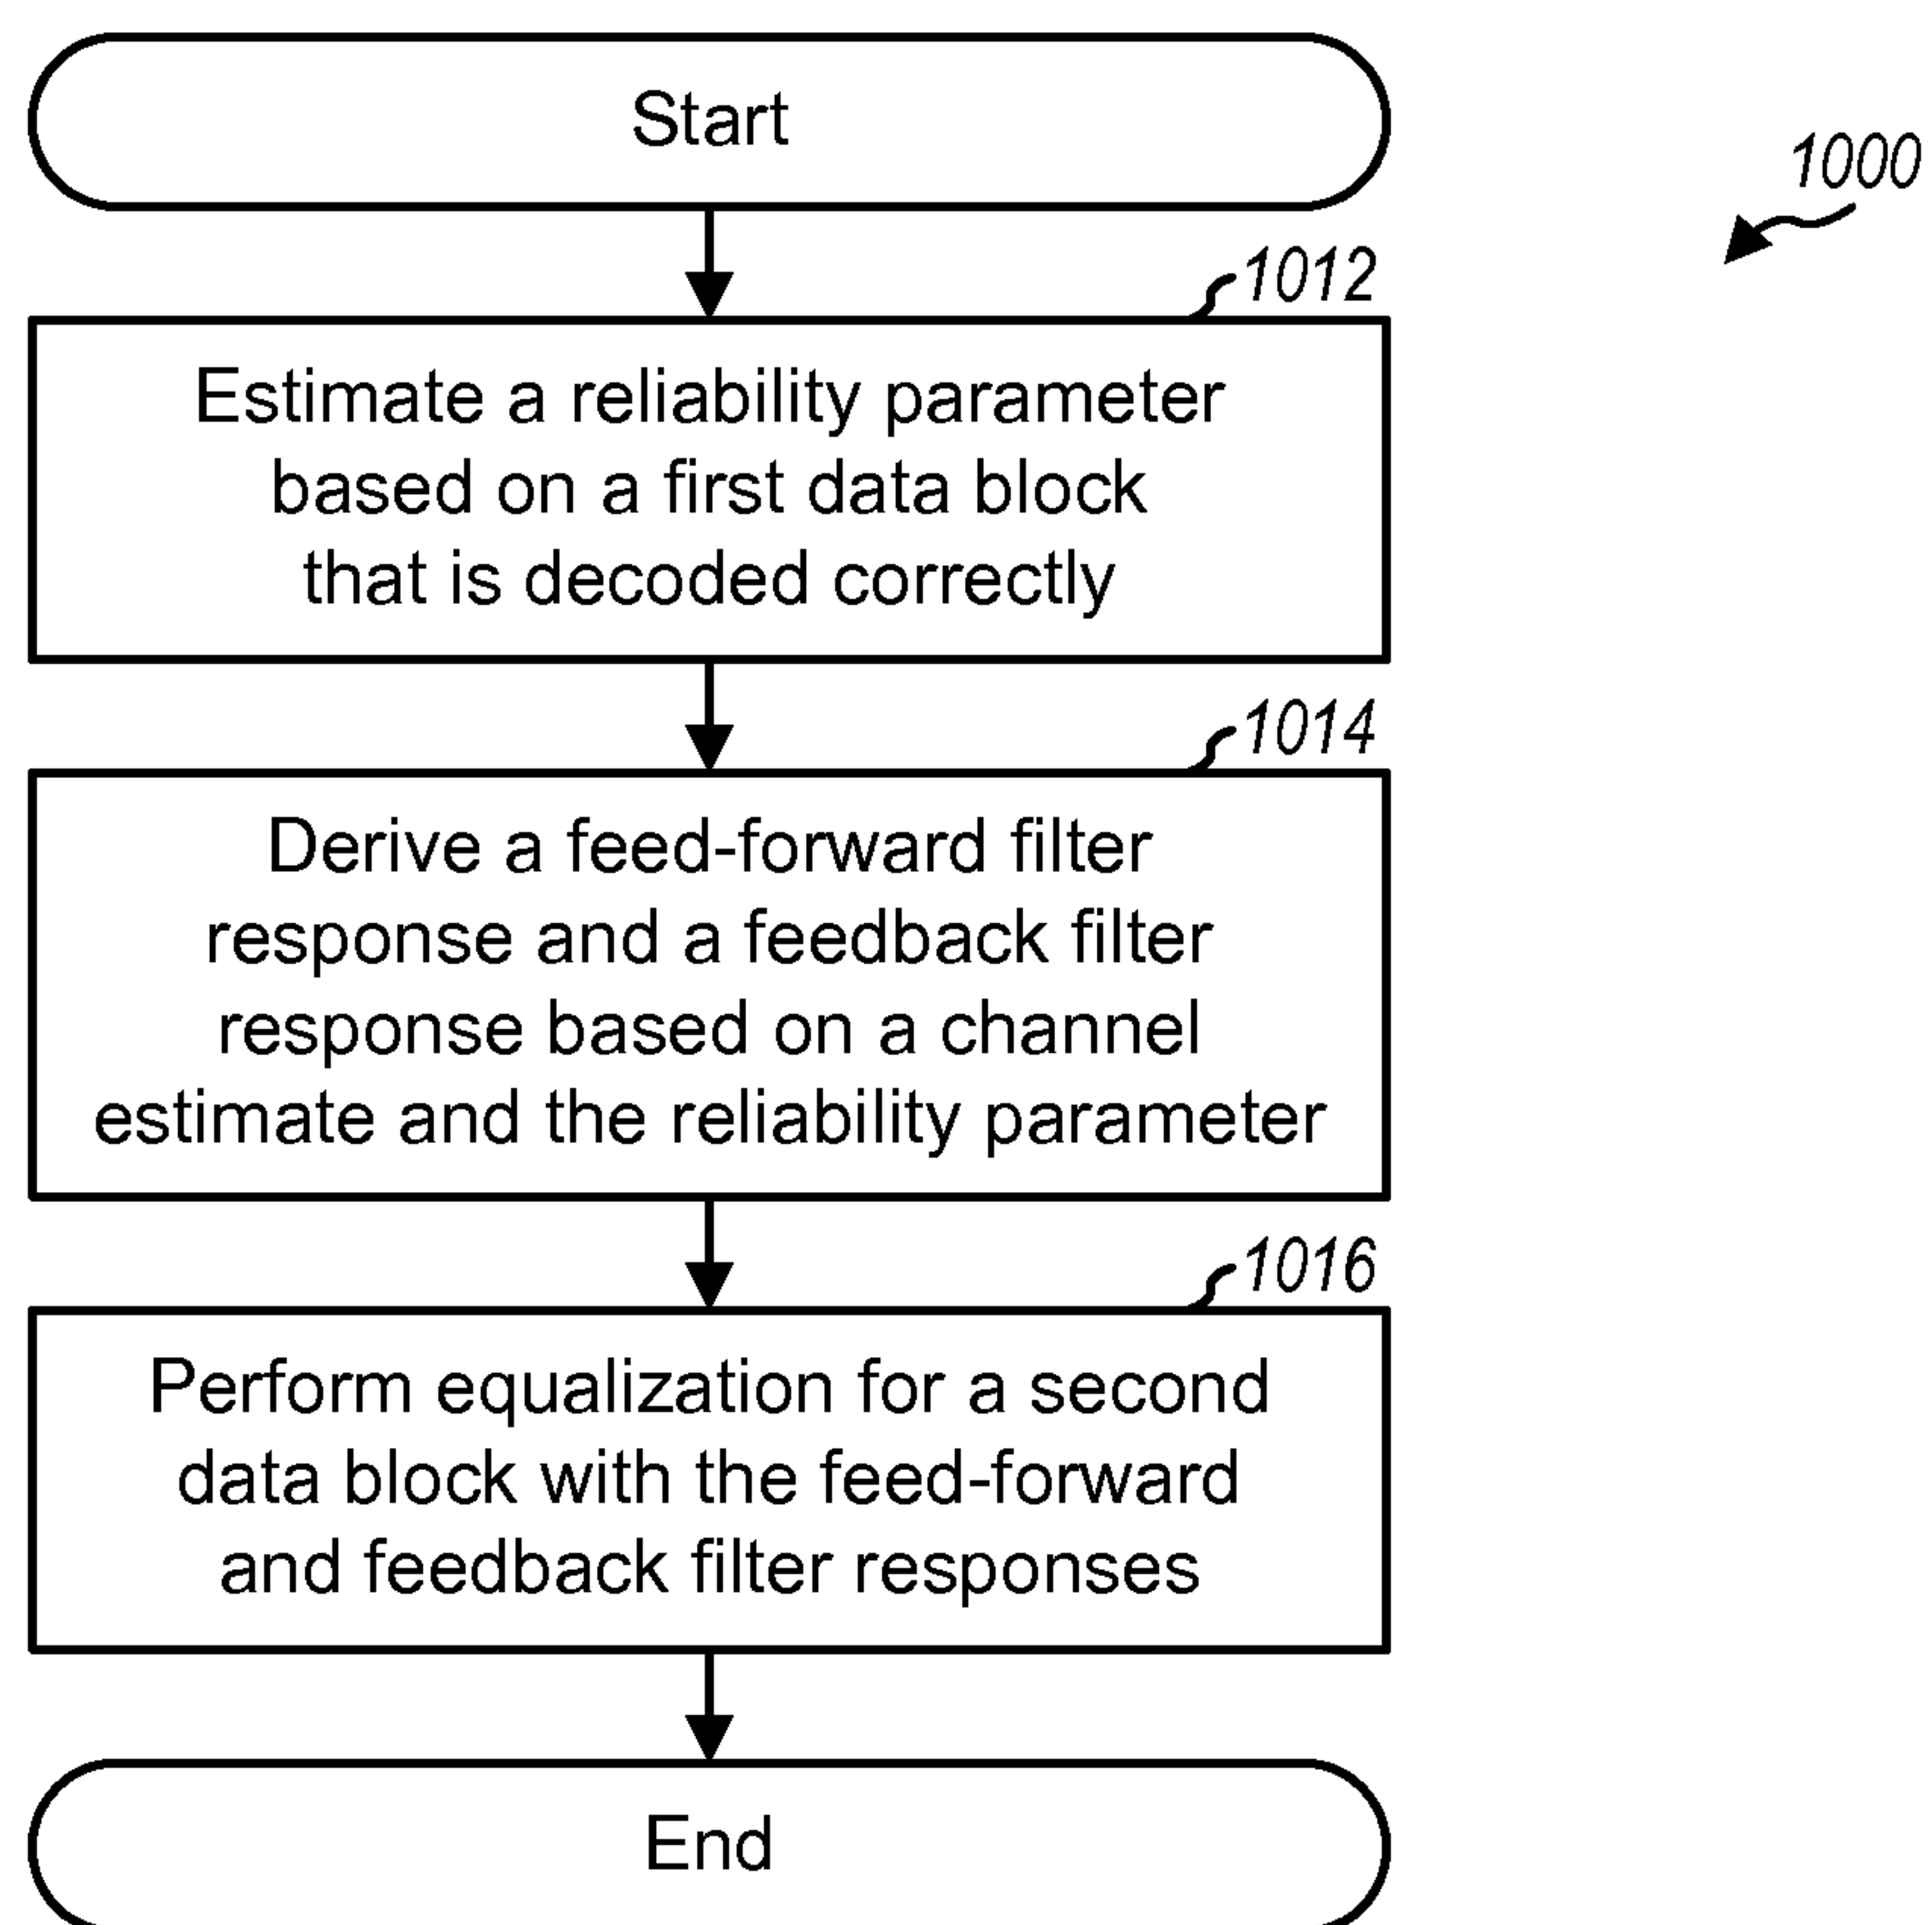 Start
1000
1012
Estimate a reliability parameter
based on a first data block
that is decoded correctly
1014
Derive a feed-forward filter
response and a feedback filter
response based on a channel
estimate and the reliability parameter
1016
Perform equalization for a second
data block with the feed-forward
and feedback filter responses
End